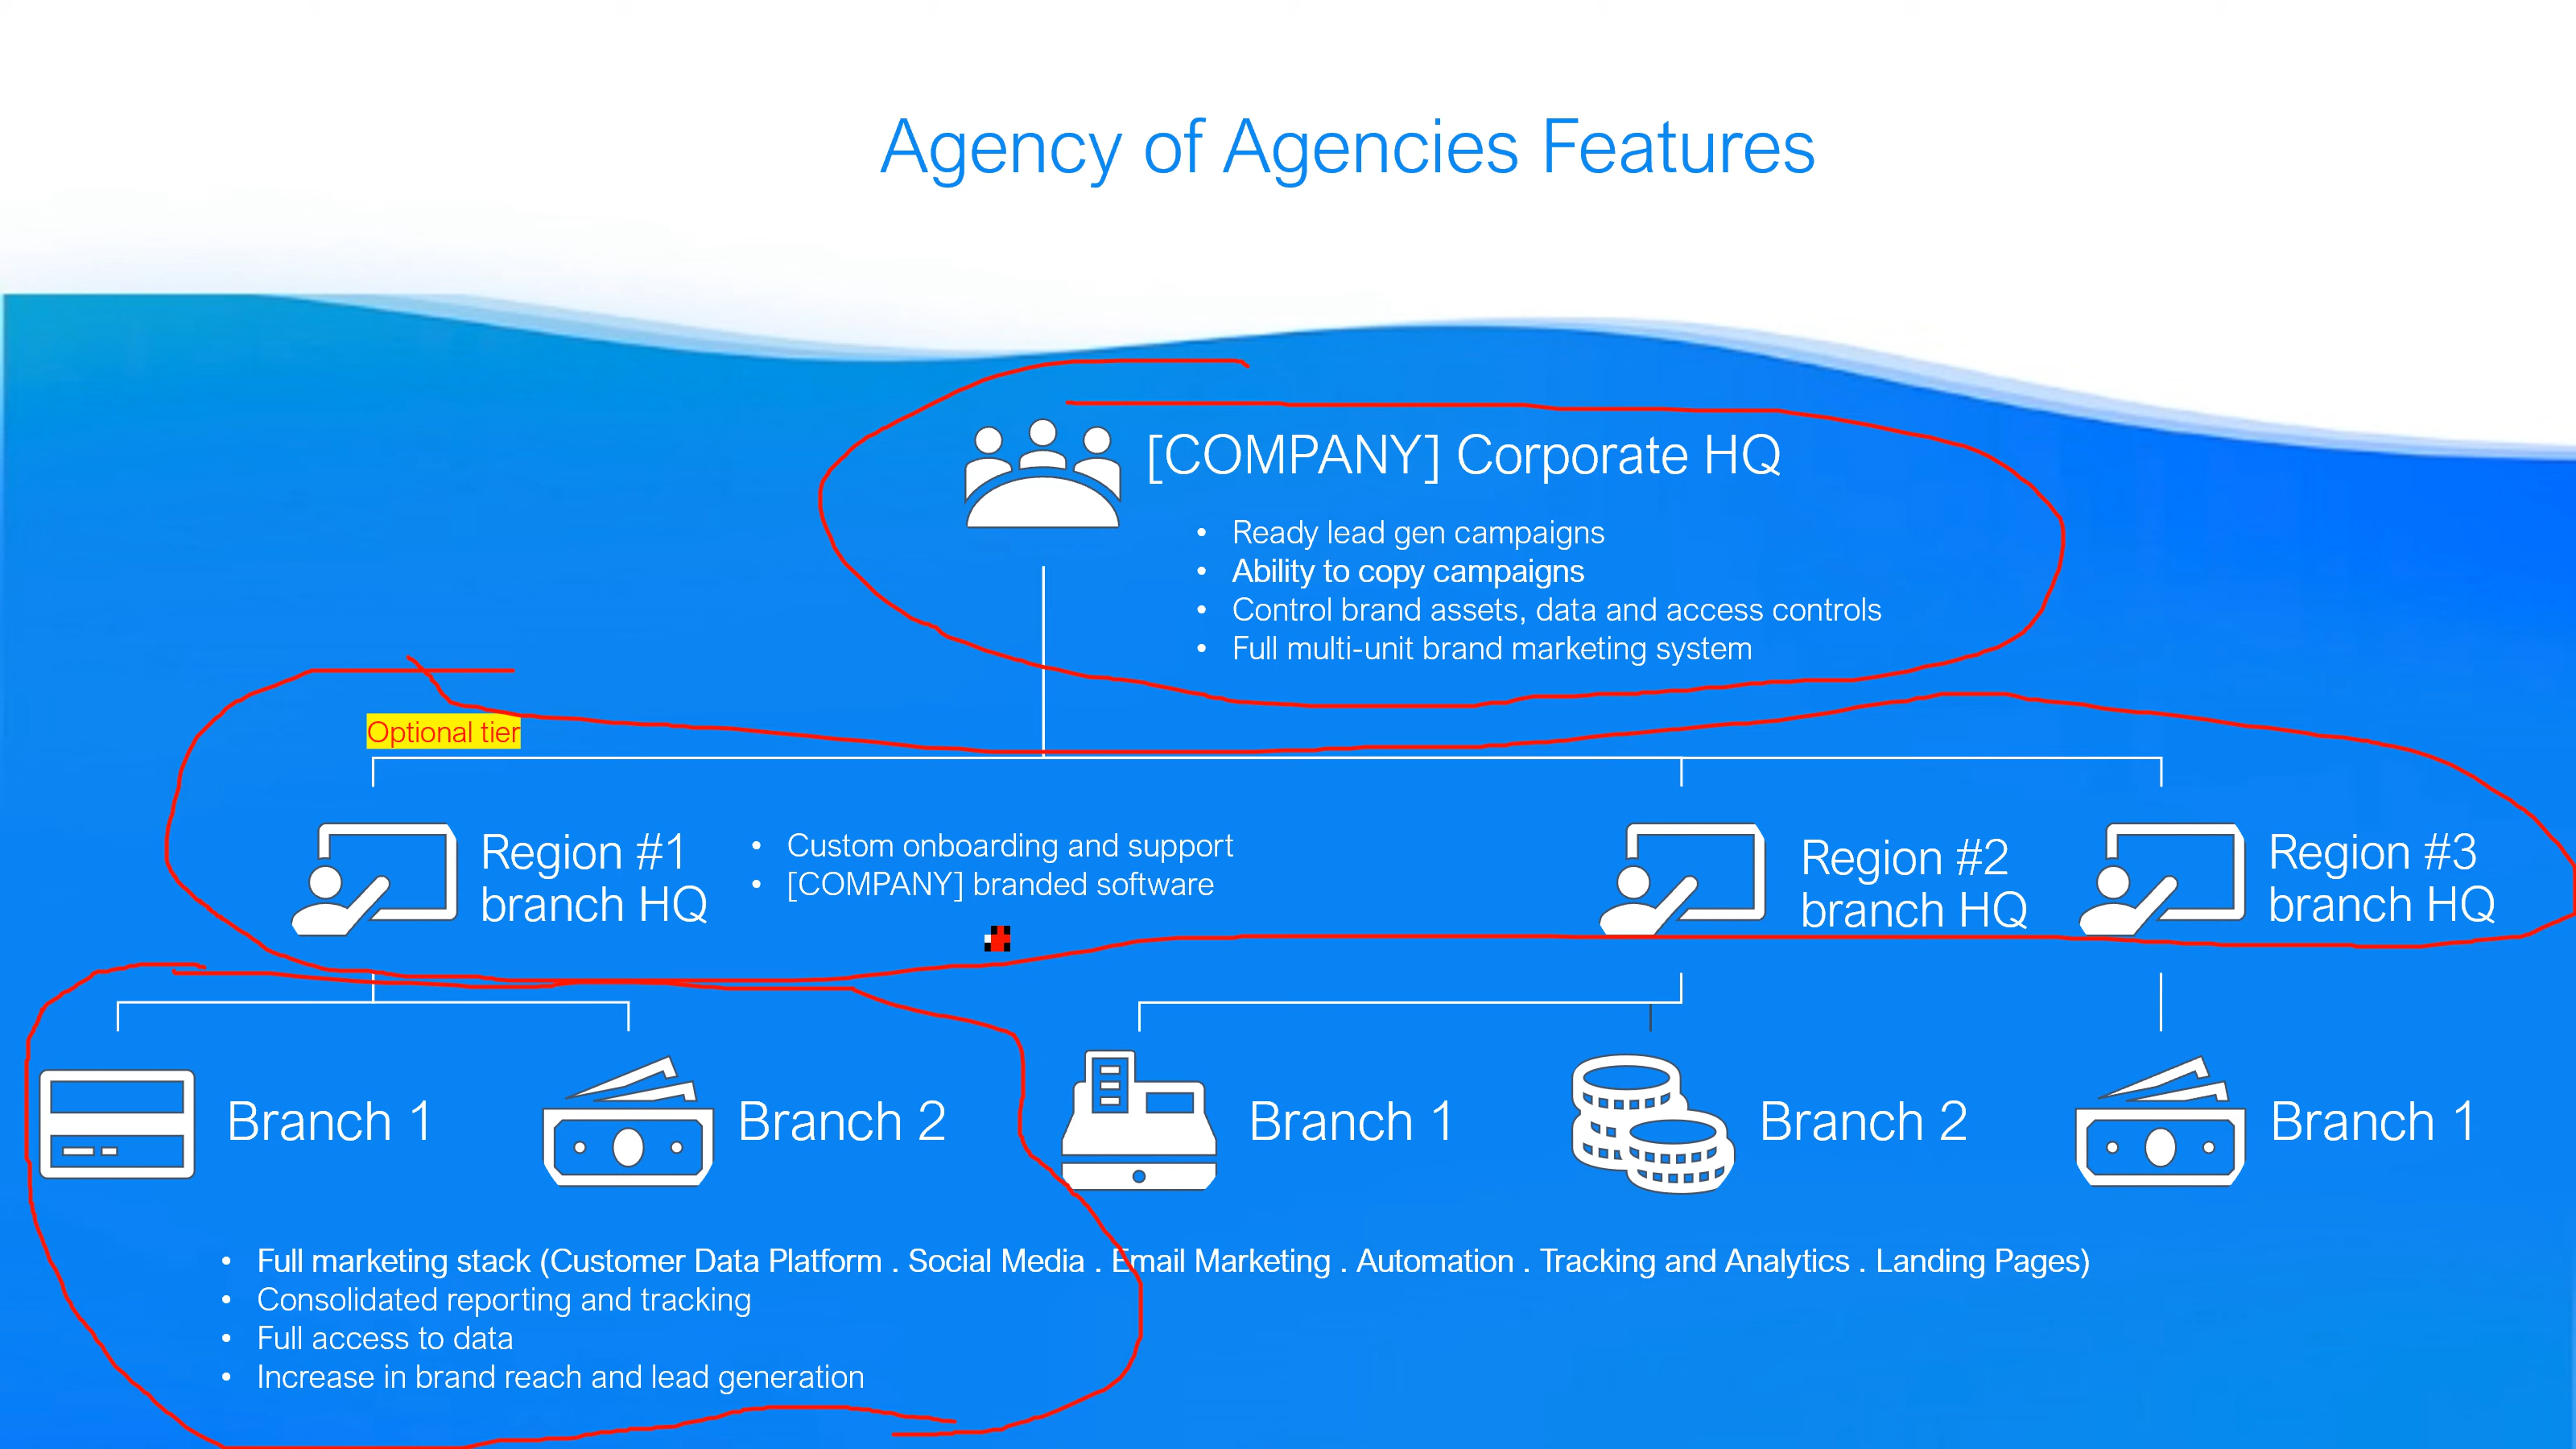 Agency of Agencies Features
[COMPANY] Corporate HQ
• Ready lead gen campaigns
• Ability to copy campaigns
• Control brand assets, data and access controls
• Full multi-unit brand marketing system
Optional tier
Region #1
branch HQ
• Custom onboarding and support
• [COMPANY] branded software
Region #2
branch HQ
Region #3
branch HQ
Branch 1
Branch 2
Branch 1
Branch 2
Branch 1
• Full marketing stack (Customer Data Platform . Social Media . Email Marketing . Automation . Tracking and Analytics . Landing Pages)
• Consolidated reporting and tracking
• Full access to data
• Increase in brand reach and lead generation